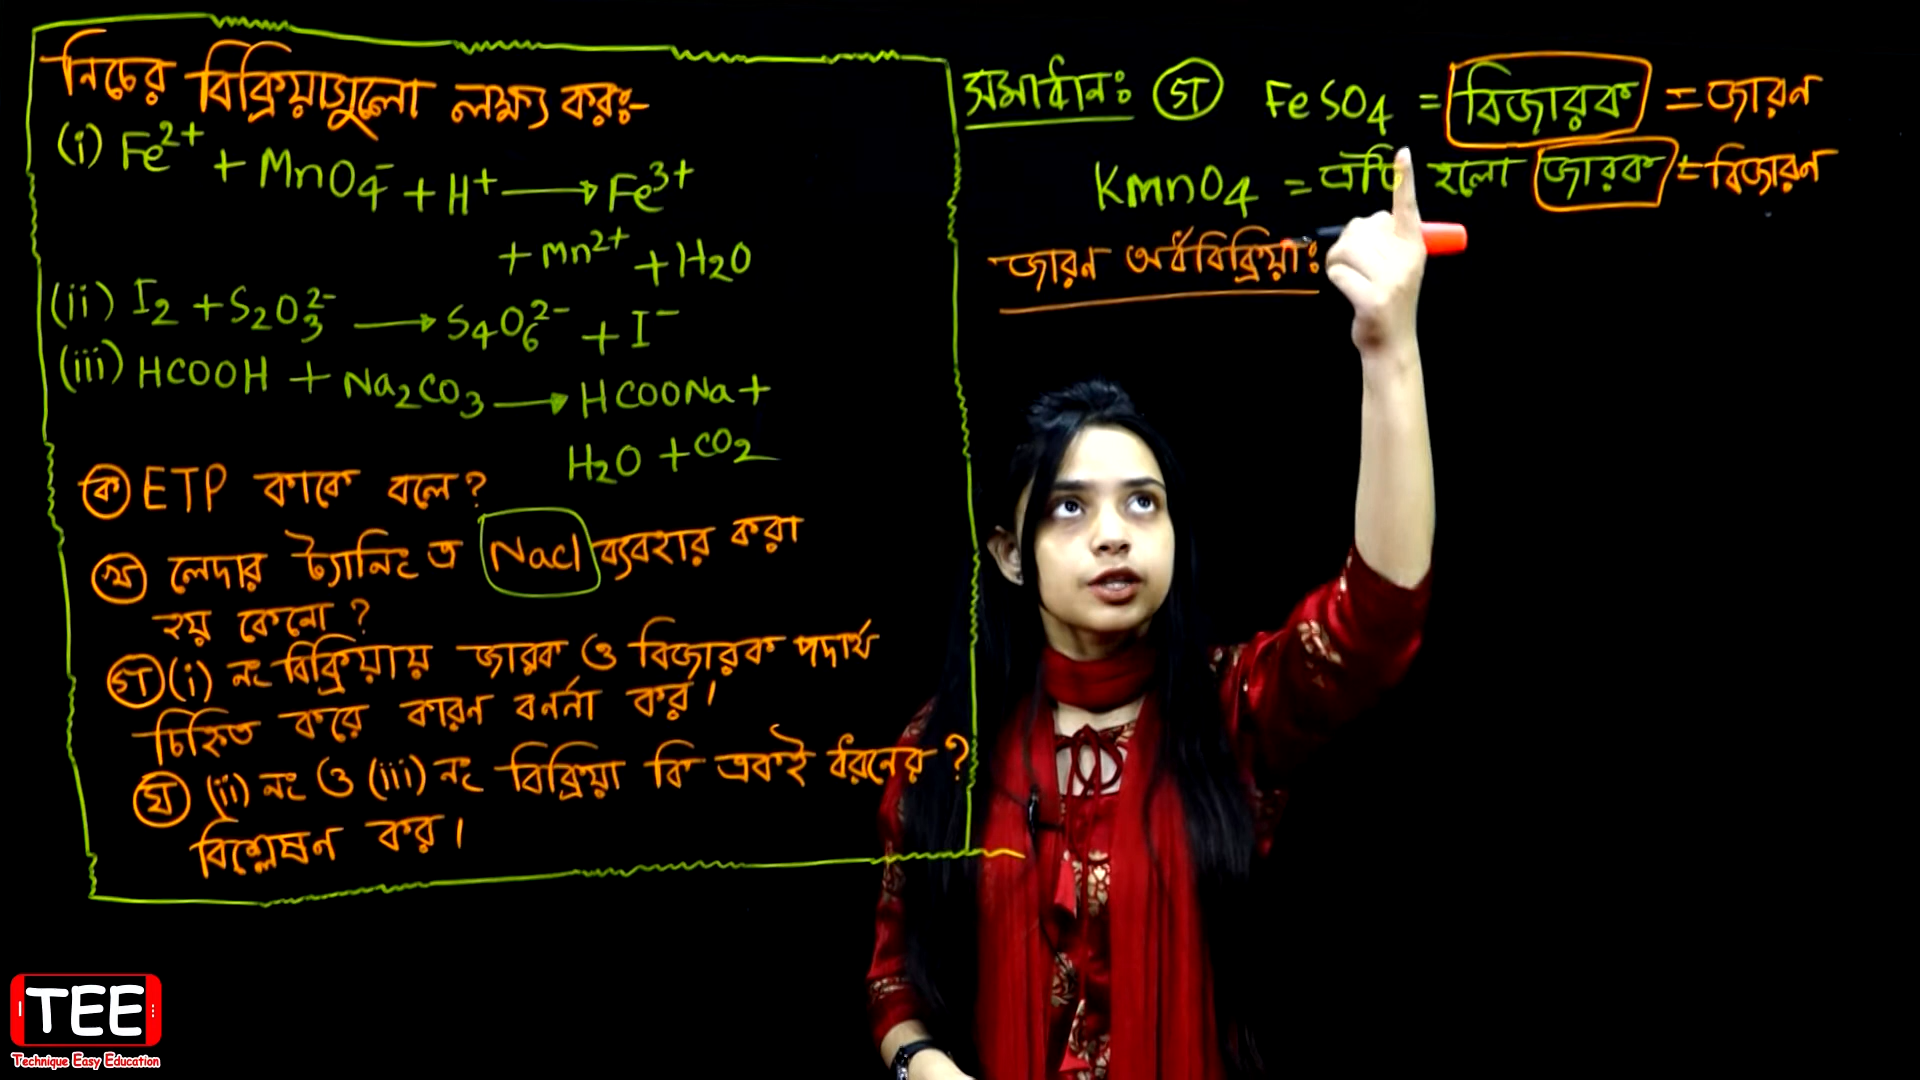 নিচের বিক্রিয়াগুলো লক্ষ্য কর:-
(i) Fe²⁺ + MnO₄⁻ + H⁺ → Fe³⁺
+ Mn²⁺ + H₂O
(ii) I₂ + S₂O₃²⁻ → S₄O₆²⁻ + I⁻
(iii) HCOOH + Na₂CO₃ → HCOONa +
H₂O + CO₂
ক ETP কাকে বলে?
খ লেদার ট্যানিং এ NaCl ব্যবহার করা
হয় কেনো?
গ (i) নং বিক্রিয়ায় জারক ও বিজারক পদার্থ
চিহ্নিত করে কারণ বর্ননা কর।
ঘ (ii) নং ও (iii) নং বিক্রিয়া কি একই ধরনের?
বিশ্লেষন কর।
সমাধান: গ FeSO₄ = বিজারক = জারন
KmnO₄ = হলো জারক = বিজারন
জারন অর্ধবিক্রিয়া:
TEE
Technique Easy Education